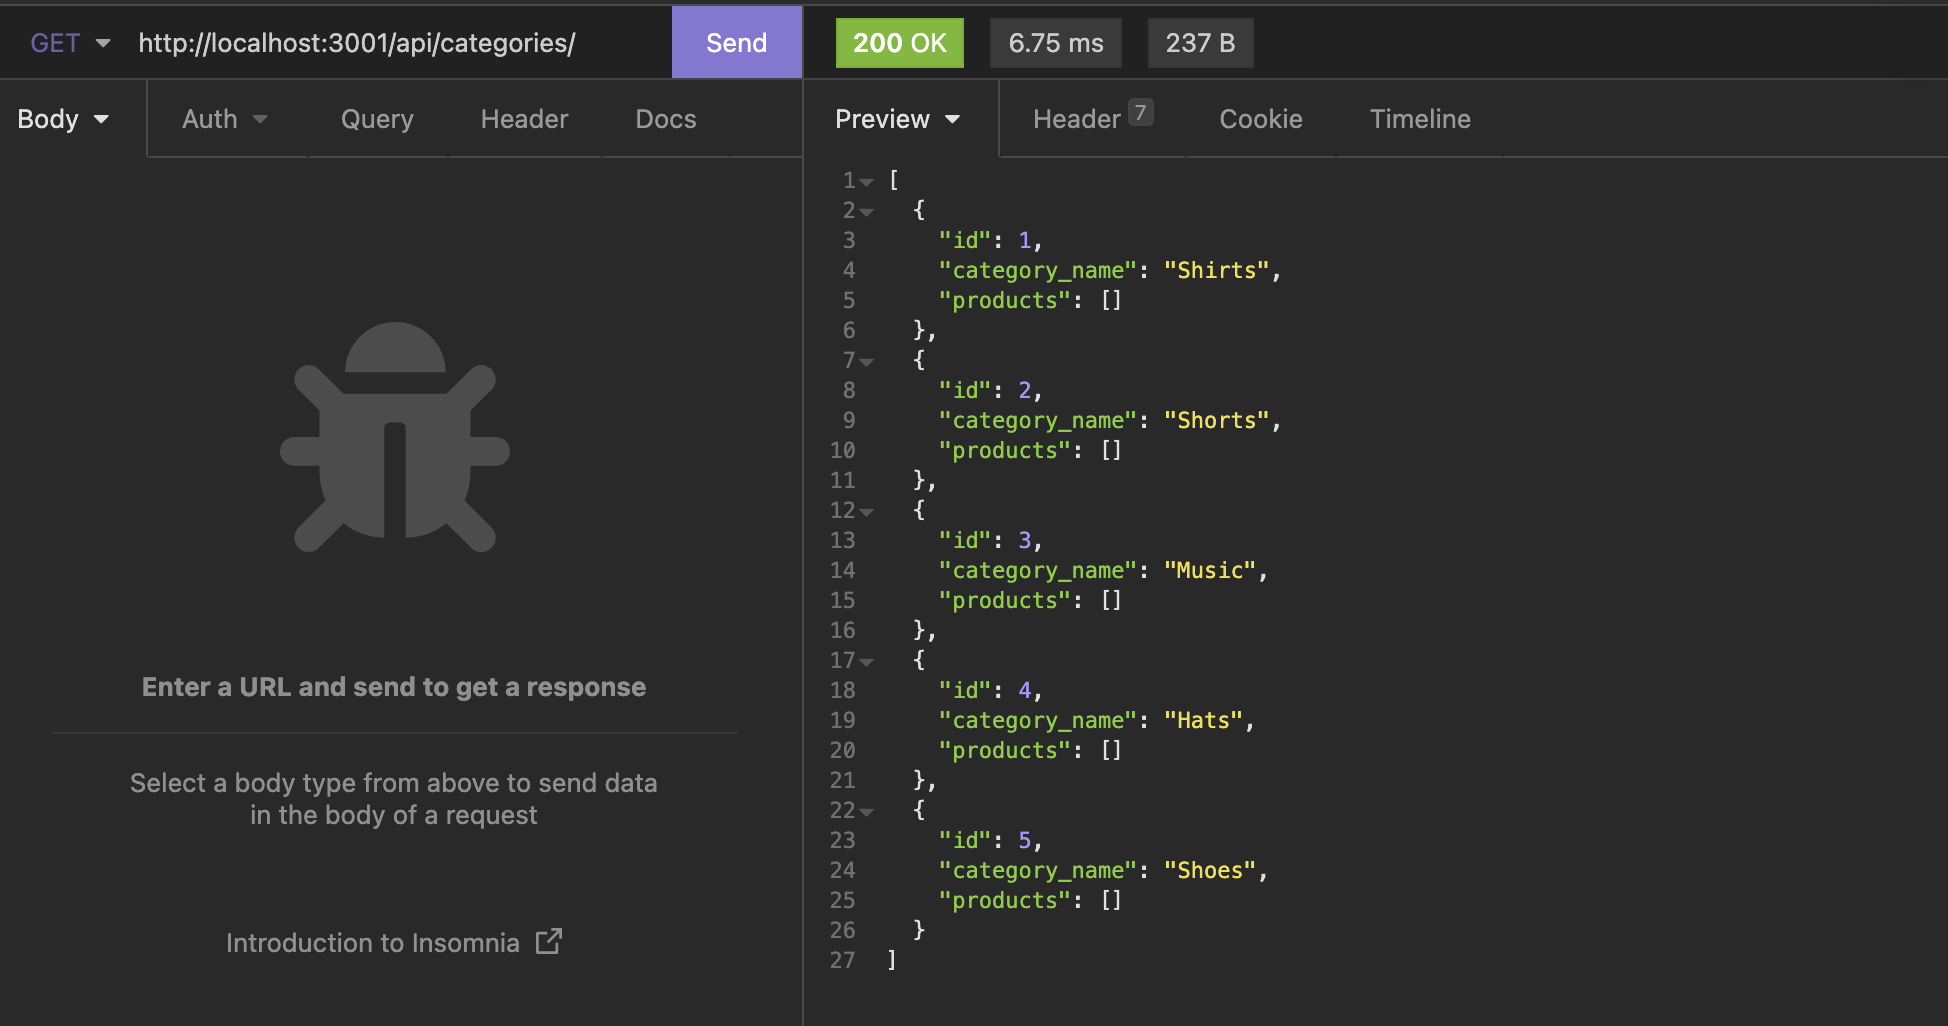 GET http://localhost:3001/api/categories/ Send
200 OK 6.75 ms 237 B
Body Auth Query Header Docs
Preview Header 7 Cookie Timeline
Enter a URL and send to get a response
Select a body type from above to send data
in the body of a request
Introduction to Insomnia
1 [
2 {
3 "id": 1,
4 "category_name": "Shirts",
5 "products": []
6 },
7 {
8 "id": 2,
9 "category_name": "Shorts",
10 "products": []
11 },
12 {
13 "id": 3,
14 "category_name": "Music",
15 "products": []
16 },
17 {
18 "id": 4,
19 "category_name": "Hats",
20 "products": []
21 },
22 {
23 "id": 5,
24 "category_name": "Shoes",
25 "products": []
26 }
27 ]